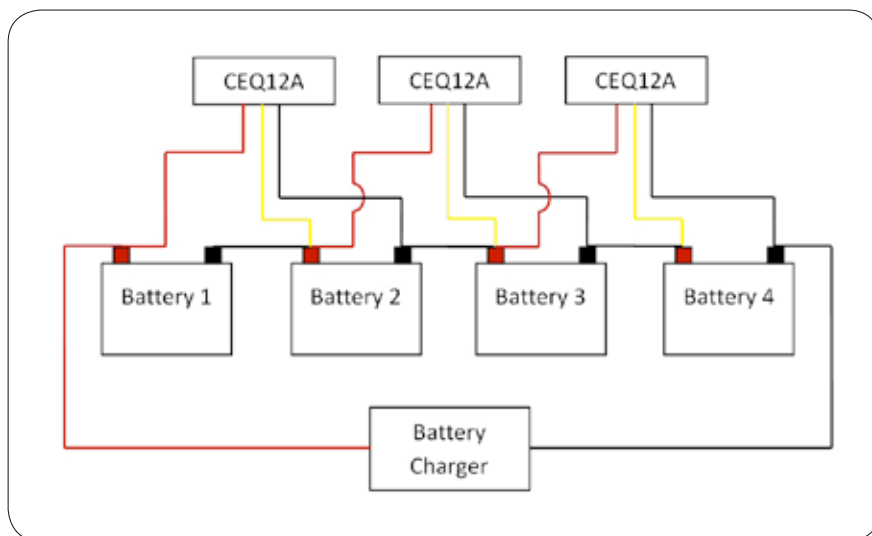 CEQ12A
CEQ12A
CEQ12A
Battery 1
Battery 2
Battery 3
Battery 4
Battery
Charger